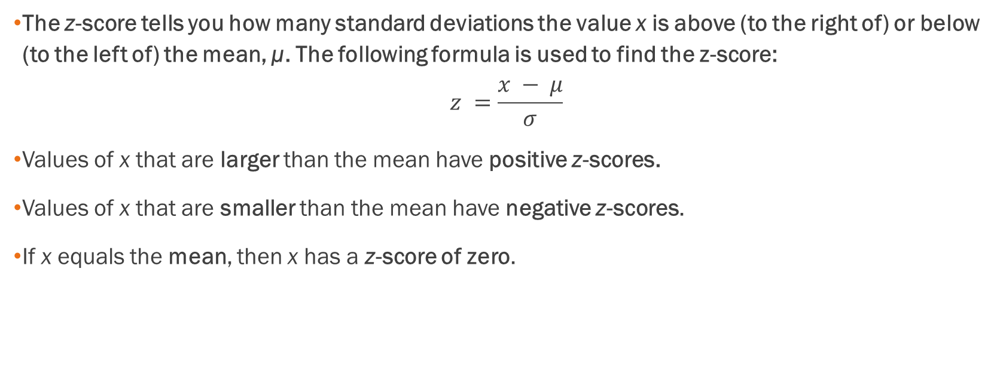 •The z-score tells you how many standard deviations the value x is above (to the right of) or below
(to the left of) the mean, μ. The following formula is used to find the z-score:
z = (x − μ) / σ
•Values of x that are larger than the mean have positive z-scores.
•Values of x that are smaller than the mean have negative z-scores.
•If x equals the mean, then x has a z-score of zero.